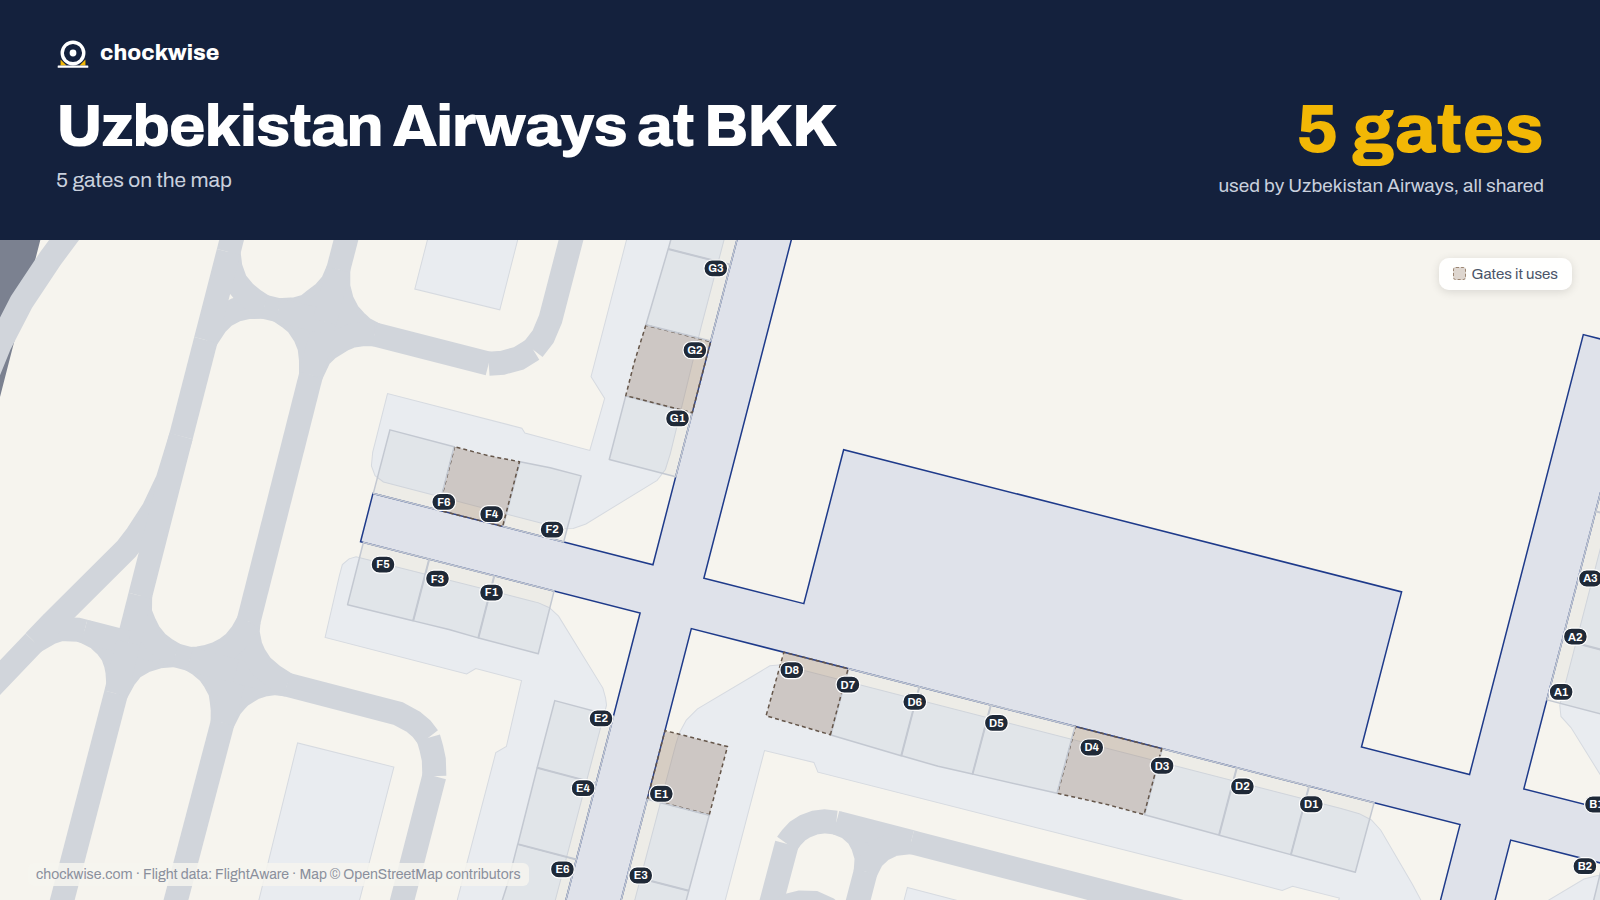 chockwise
Uzbekistan Airways at BKK
5 gates on the map
5 gates
used by Uzbekistan Airways, all shared
Gates it uses
G3
G2
G1
F6
F4
F2
F5
F3
F1
A3
A2
A1
D8
D7
D6
D5
D4
D3
D2
D1
E2
E4
E1
E6
E3
B1
B2
chockwise.com · Flight data: FlightAware · Map © OpenStreetMap contributors